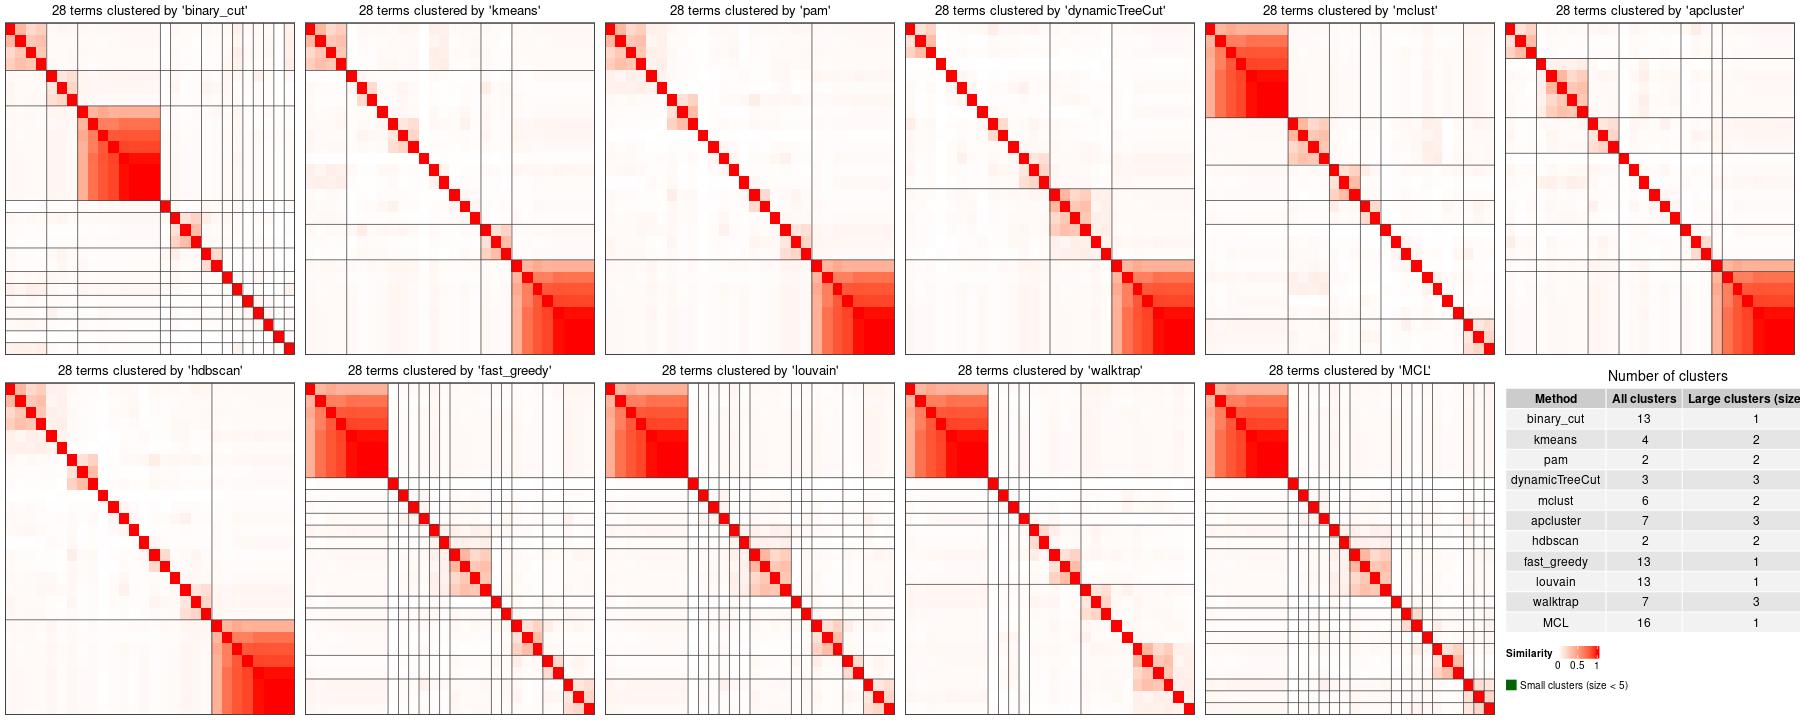 28 terms clustered by 'binary_cut'
28 terms clustered by 'kmeans'
28 terms clustered by 'pam'
28 terms clustered by 'dynamicTreeCut'
28 terms clustered by 'mclust'
28 terms clustered by 'apcluster'
28 terms clustered by 'hdbscan'
28 terms clustered by 'fast_greedy'
28 terms clustered by 'louvain'
28 terms clustered by 'walktrap'
28 terms clustered by 'MCL'
Number of clusters
Method All clusters Large clusters (size
binary_cut 13 1
kmeans 4 2
pam 2 2
dynamicTreeCut 3 3
mclust 6 2
apcluster 7 3
hdbscan 2 2
fast_greedy 13 1
louvain 13 1
walktrap 7 3
MCL 16 1
Similarity
0 0.5 1
Small clusters (size < 5)